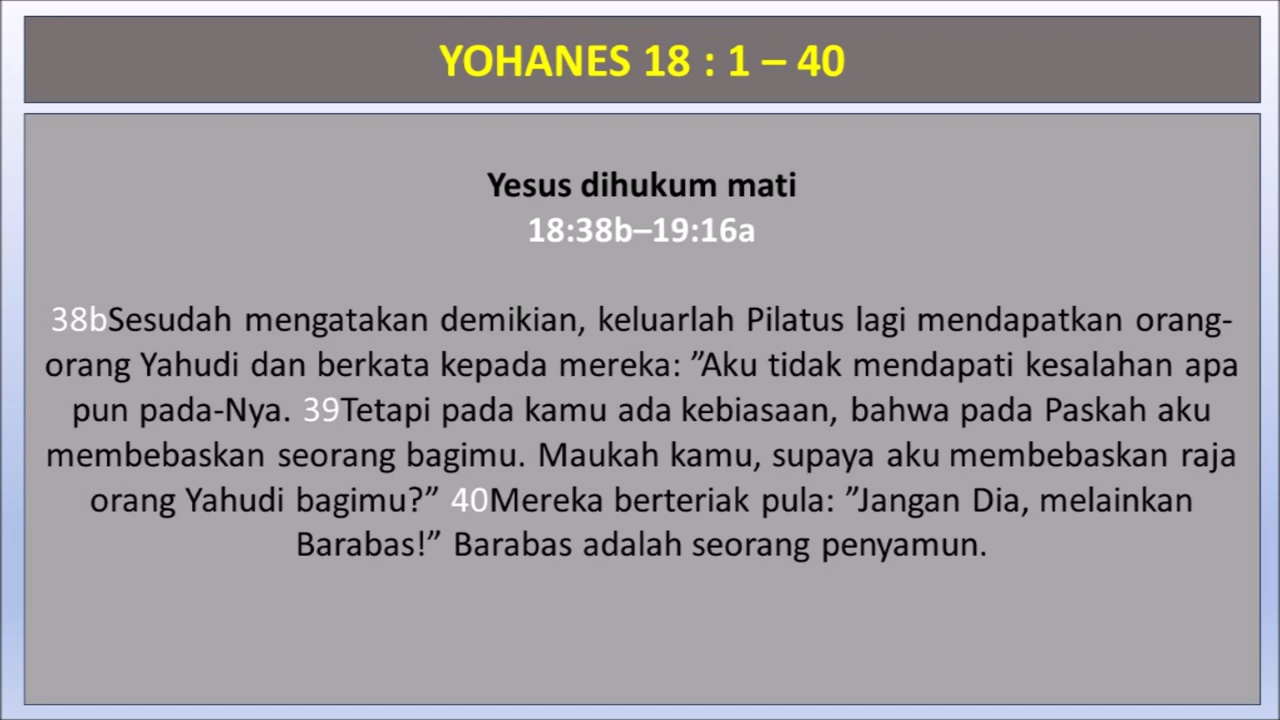 YOHANES 18 : 1 – 40
Yesus dihukum mati
18:38b–19:16a
38bSesudah mengatakan demikian, keluarlah Pilatus lagi mendapatkan orang-
orang Yahudi dan berkata kepada mereka: ”Aku tidak mendapati kesalahan apa
pun pada-Nya. 39Tetapi pada kamu ada kebiasaan, bahwa pada Paskah aku
membebaskan seorang bagimu. Maukah kamu, supaya aku membebaskan raja
orang Yahudi bagimu?” 40Mereka berteriak pula: ”Jangan Dia, melainkan
Barabas!” Barabas adalah seorang penyamun.